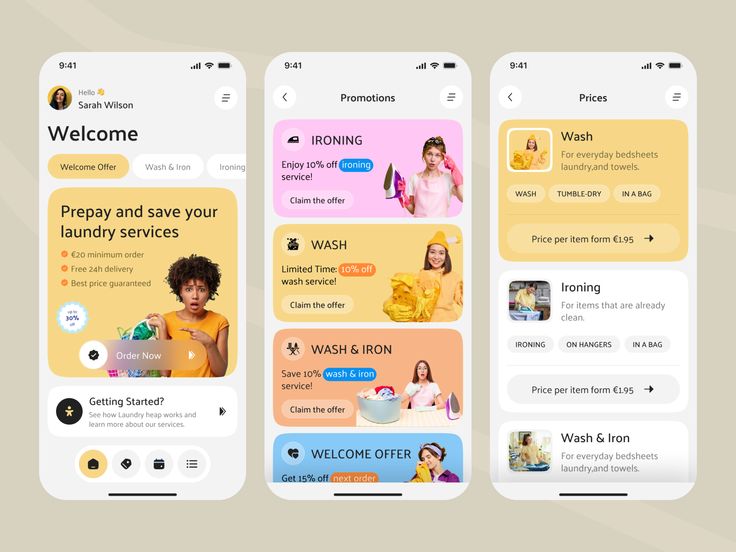 9:41
Hello 👋
Sarah Wilson
Welcome
Welcome Offer
Wash & Iron
Ironing
Prepay and save your
laundry services
€20 minimum order
Free 24h delivery
Best price guaranteed
up to
30%
off
Order Now
Getting Started?
See how Laundry heap works and
learn more about our services.
9:41
Promotions
IRONING
Enjoy 10% off ironing
service!
Claim the offer
WASH
Limited Time: 10% off
wash service!
Claim the offer
WASH & IRON
Save 10% wash & iron
service!
Claim the offer
WELCOME OFFER
Get 15% off next order
9:41
Prices
Wash
For everyday bedsheets
laundry,and towels.
WASH
TUMBLE-DRY
IN A BAG
Price per item form €1.95
Ironing
For items that are already
clean.
IRONING
ON HANGERS
IN A BAG
Price per item form €1.95
Wash & Iron
For everyday bedsheets
laundry,and towels.